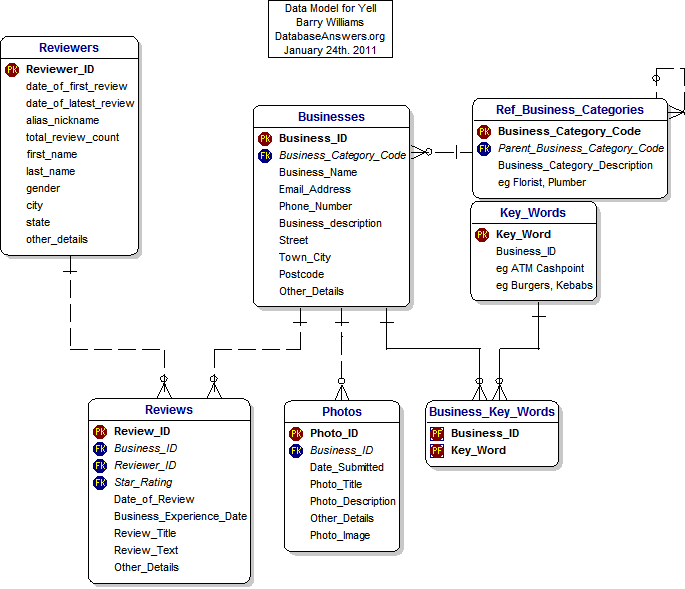 Data Model for Yell
Barry Williams
DatabaseAnswers.org
January 24th. 2011
Reviewers
PK Reviewer_ID
date_of_first_review
date_of_latest_review
alias_nickname
total_review_count
first_name
last_name
gender
city
state
other_details
Businesses
PK Business_ID
FK Business_Category_Code
Business_Name
Email_Address
Phone_Number
Business_description
Street
Town_City
Postcode
Other_Details
Ref_Business_Categories
PK Business_Category_Code
FK Parent_Business_Category_Code
Business_Category_Description
eg Florist, Plumber
Key_Words
PK Key_Word
Business_ID
eg ATM Cashpoint
eg Burgers, Kebabs
Reviews
PK Review_ID
FK Business_ID
FK Reviewer_ID
FK Star_Rating
Date_of_Review
Business_Experience_Date
Review_Title
Review_Text
Other_Details
Photos
PK Photo_ID
FK Business_ID
Date_Submitted
Photo_Title
Photo_Description
Other_Details
Photo_Image
Business_Key_Words
PF Business_ID
PF Key_Word